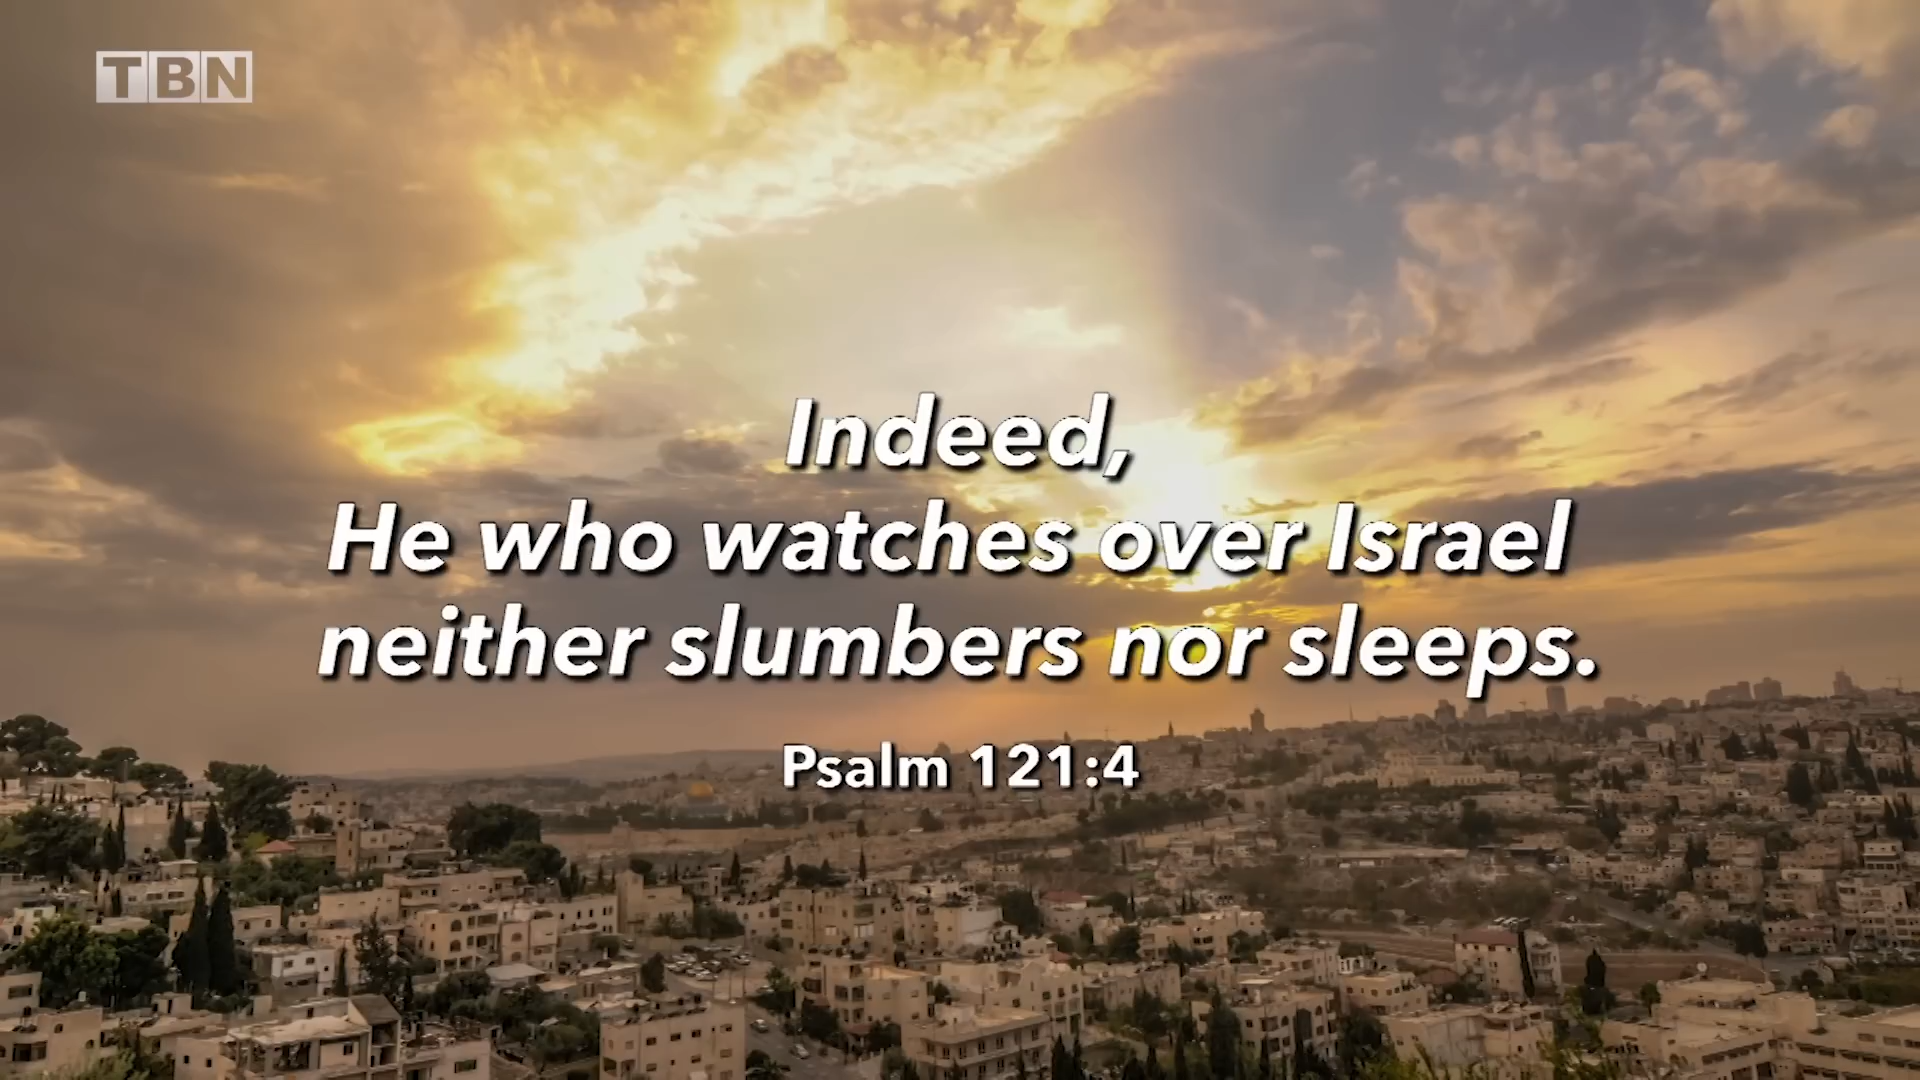 TBN
Indeed,
He who watches over Israel
neither slumbers nor sleeps.
Psalm 121:4